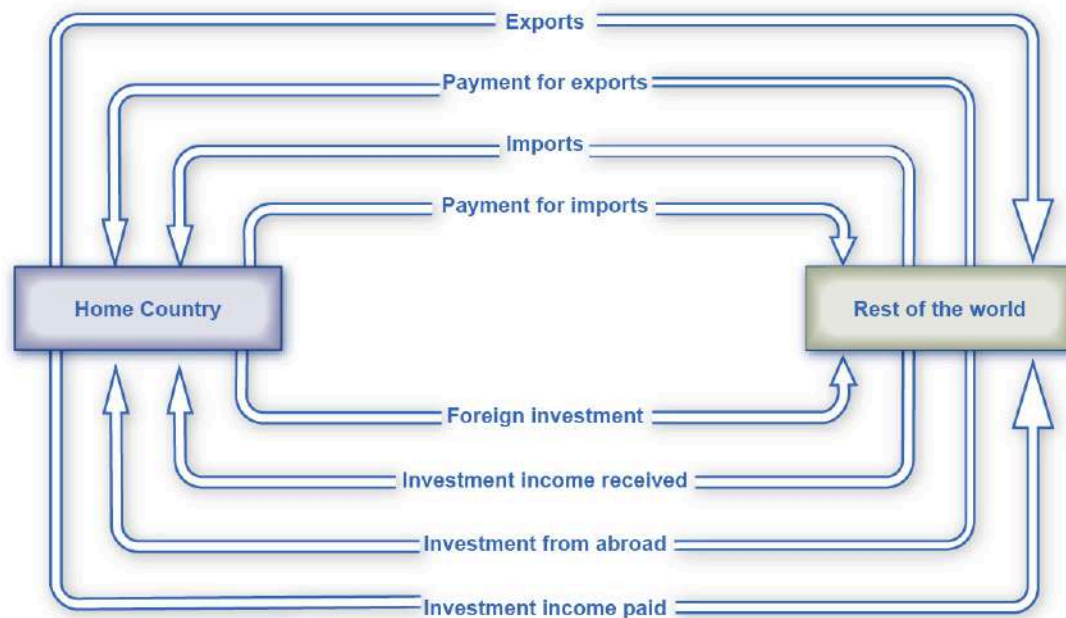 Exports
Payment for exports
Imports
Payment for imports
Home Country
Rest of the world
Foreign investment
Investment income received
Investment from abroad
Investment income paid